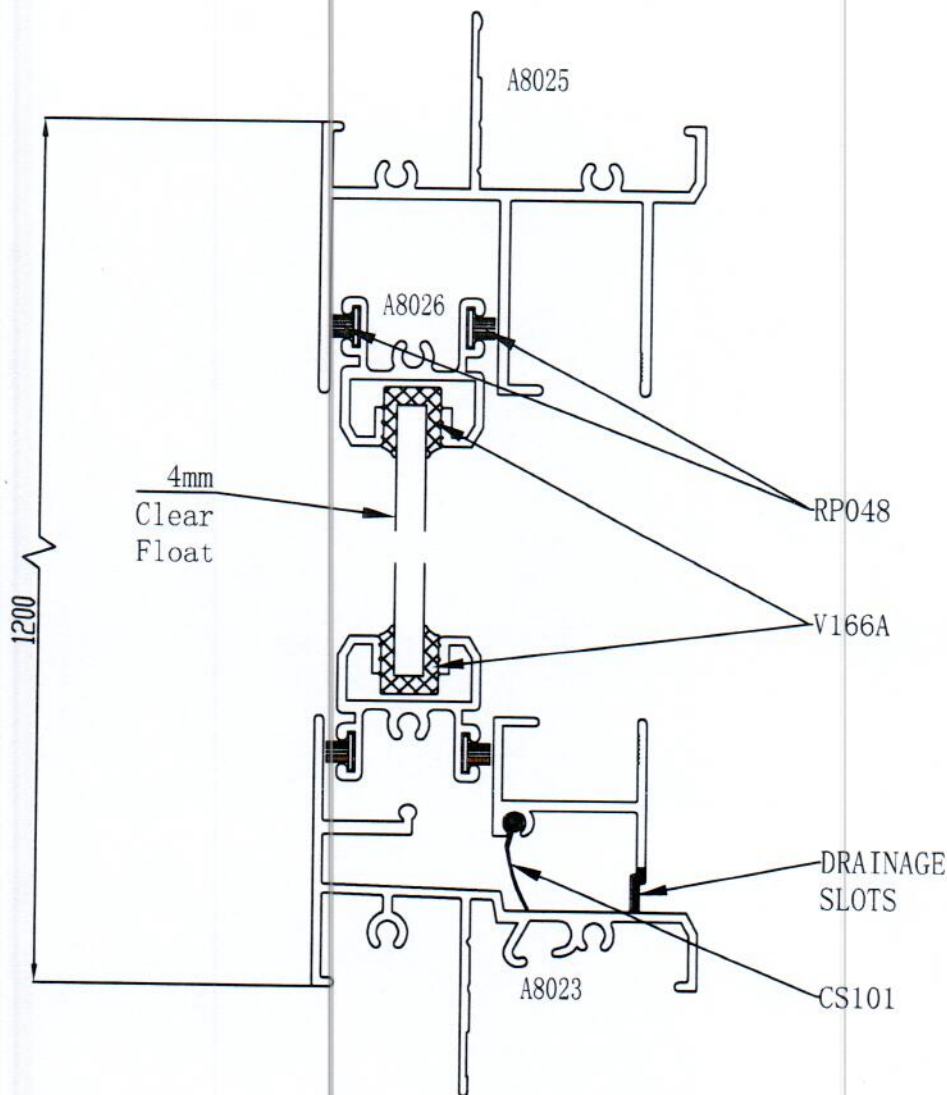 A8025
A8026
4mm
Clear
Float
RP048
1200
V166A
DRAINAGE
SLOTS
A8023
CS101